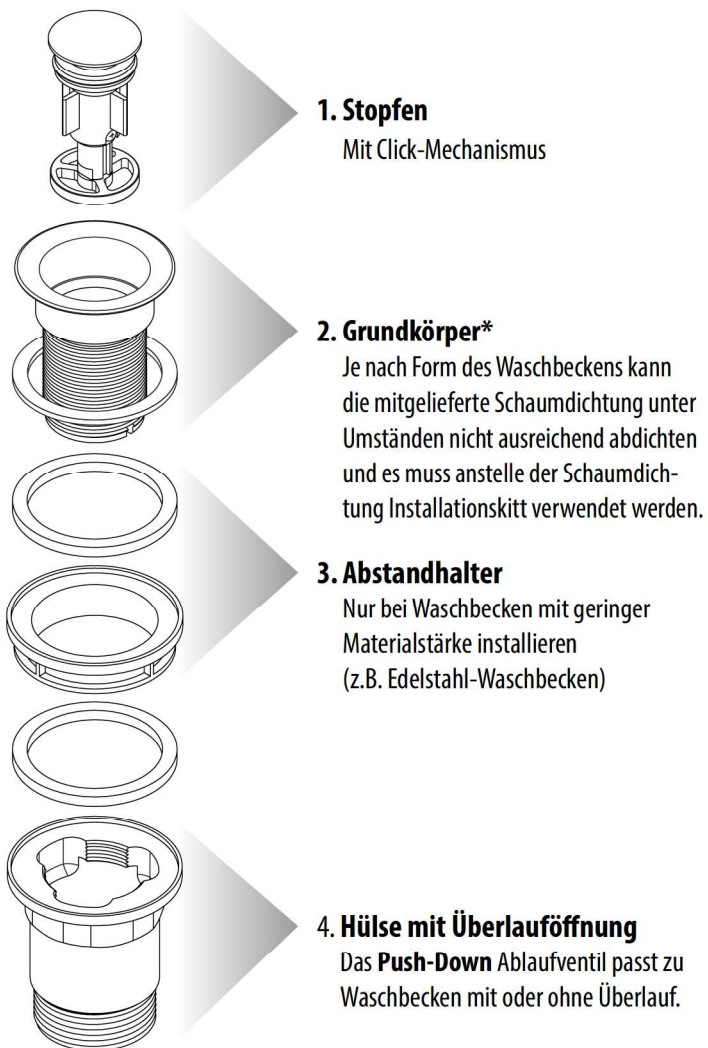 1. Stopfen
Mit Click-Mechanismus
2. Grundkörper*
Je nach Form des Waschbeckens kann
die mitgelieferte Schaumdichtung unter
Umständen nicht ausreichend abdichten
und es muss anstelle der Schaumdich-
tung Installationskitt verwendet werden.
3. Abstandhalter
Nur bei Waschbecken mit geringer
Materialstärke installieren
(z.B. Edelstahl-Waschbecken)
4. Hülse mit Überlauföffnung
Das Push-Down Ablaufventil passt zu
Waschbecken mit oder ohne Überlauf.